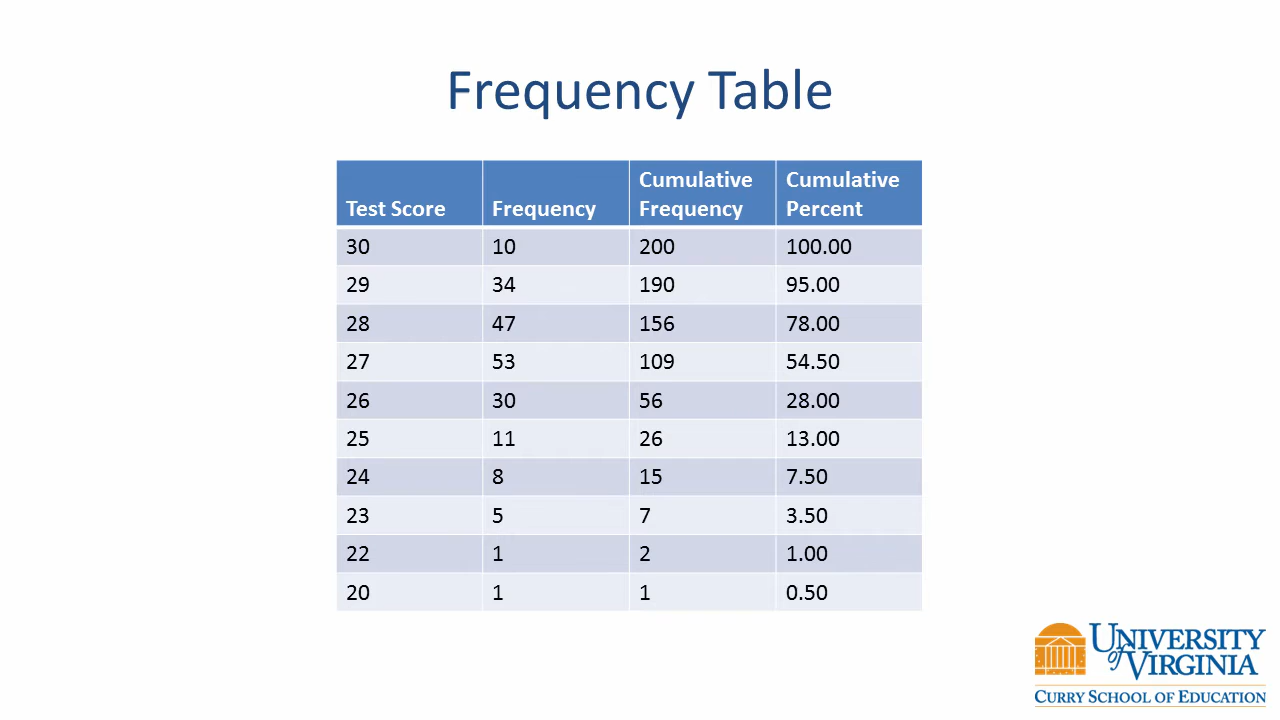 Frequency Table
Test Score Frequency Cumulative Frequency Cumulative Percent
30 10 200 100.00
29 34 190 95.00
28 47 156 78.00
27 53 109 54.50
26 30 56 28.00
25 11 26 13.00
24 8 15 7.50
23 5 7 3.50
22 1 2 1.00
20 1 1 0.50
UNIVERSITY
of VIRGINIA
CURRY SCHOOL OF EDUCATION